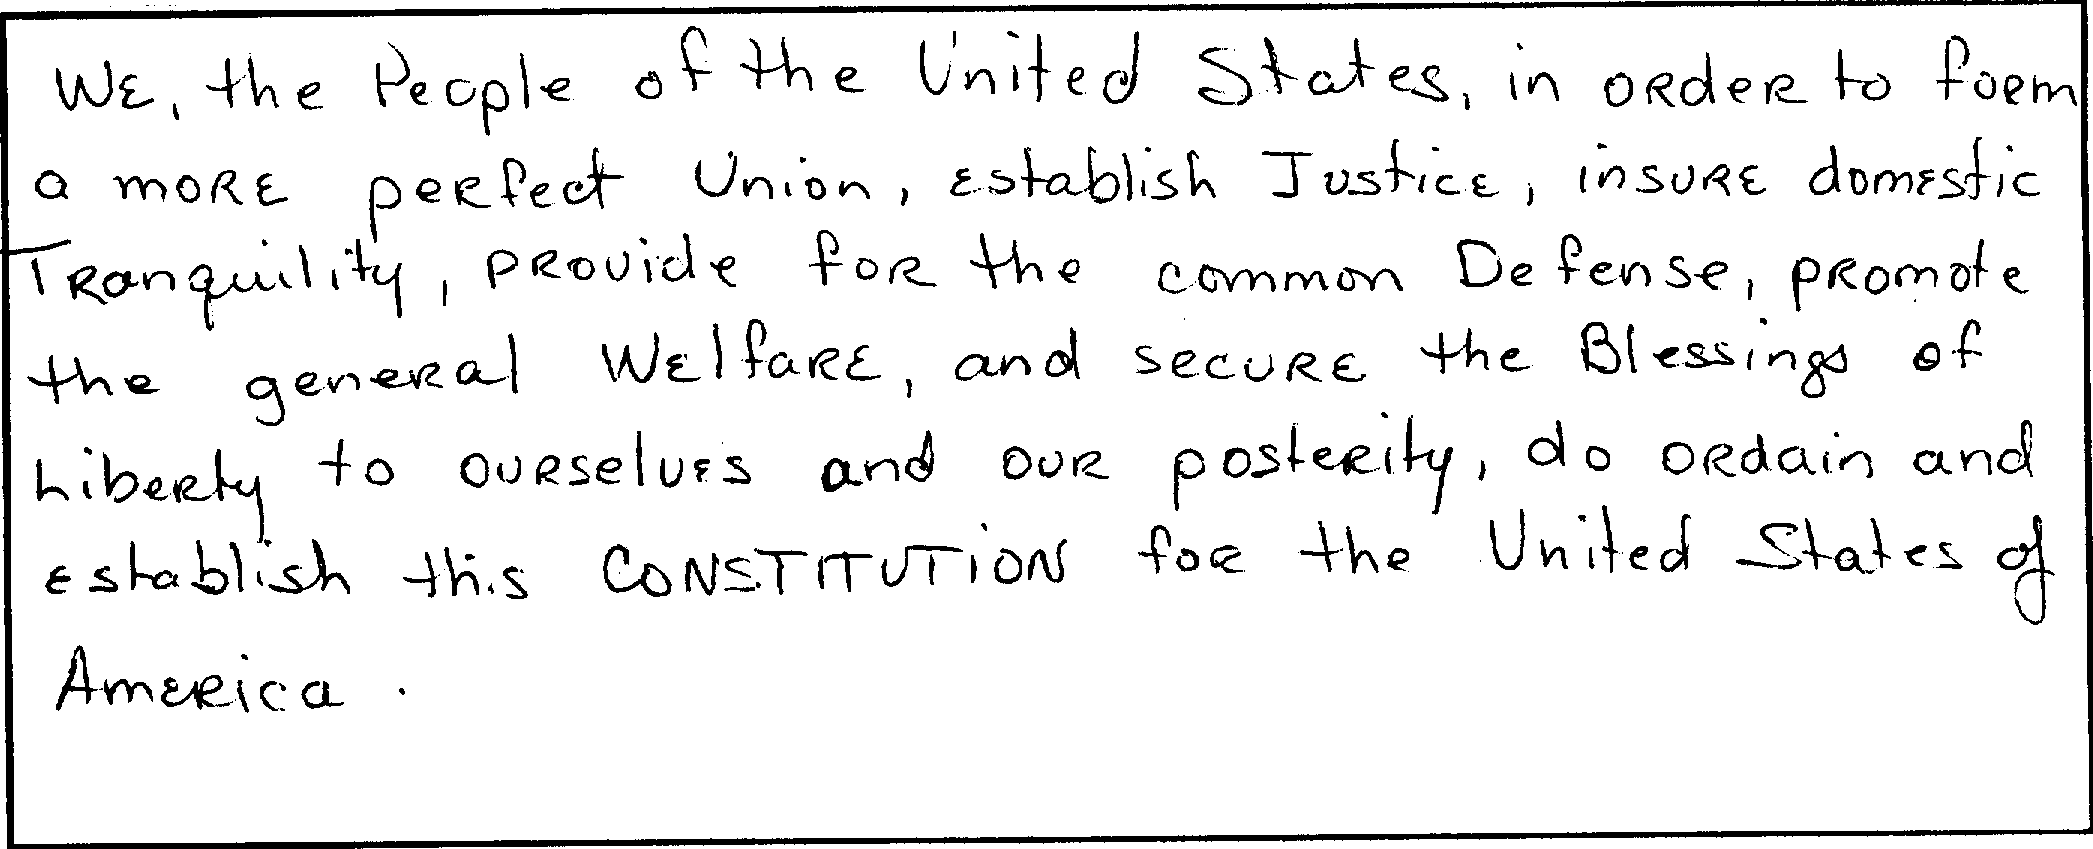 We, the People of the United States, in order to form
a more perfect Union, establish Justice, insure domestic
Tranquility, provide for the common Defense, promote
the general Welfare, and secure the Blessings of
Liberty to ourselves and our posterity, do ordain and
establish this CONSTITUTION for the United States of
America.